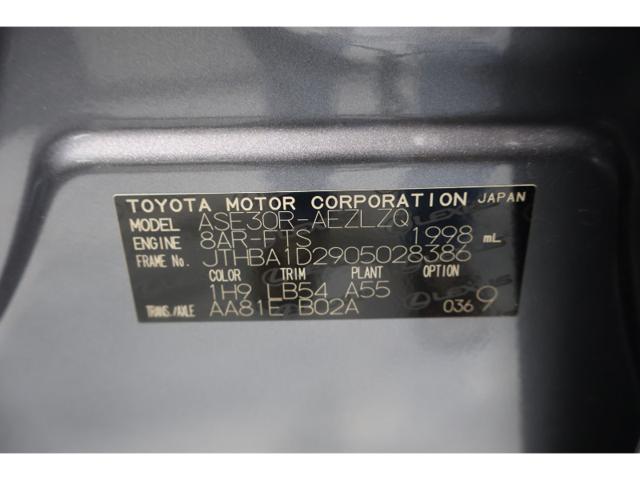 TOYOTA MOTOR CORPORATION JAPAN
MODEL ASE30R-AEZLZQ
ENGINE 8AR-FTS 1998 mL
FRAME No. JTHBA1D2905028386
COLOR TRIM PLANT OPTION
1H9 LB54 A55
TRANS./AXLE AA81E B02A 036 9
LEXUS